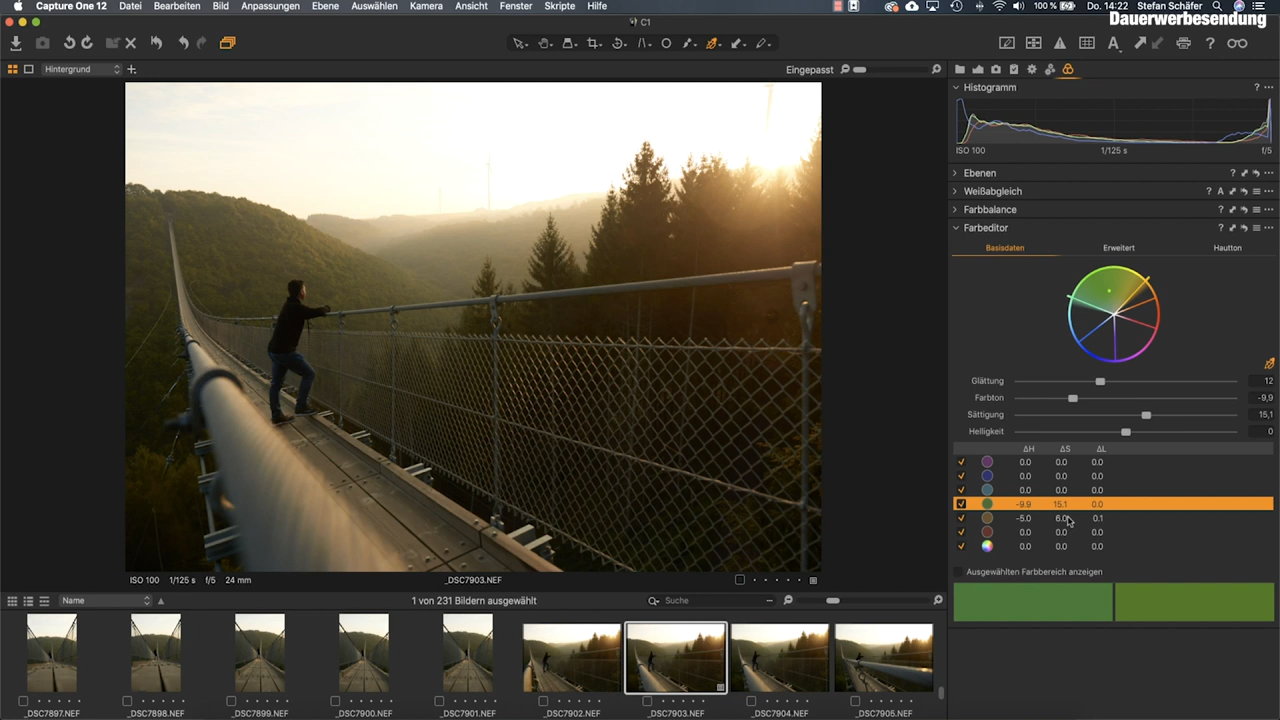 Capture One 12 Datei Bearbeiten Bild Anpassungen Ebene Auswählen Kamera Ansicht Fenster Skripte Hilfe 100 % Do. 14:22 Stefan Schäfer
Dauerwerbesendung
C1
Hintergrund
Eingepasst
Histogramm
ISO 100 1/125 s f/5
Ebenen
Weißabgleich
Farbbalance
Farbeditor
Basisdaten Erweitert Hautton
Glättung 12
Farbton -9,9
Sättigung 15,1
Helligkeit 0
ΔH ΔS ΔL
0.0 0.0 0.0
0.0 0.0 0.0
0.0 0.0 0.0
-9.9 15.1 0.0
-5.0 6.0 0.1
0.0 0.0 0.0
0.0 0.0 0.0
Ausgewählten Farbbereich anzeigen
ISO 100 1/125 s f/5 24 mm _DSC7903.NEF
Name 1 von 231 Bildern ausgewählt Suche
_DSC7897.NEF _DSC7898.NEF _DSC7899.NEF _DSC7900.NEF _DSC7901.NEF _DSC7902.NEF _DSC7903.NEF _DSC7904.NEF _DSC7905.NEF